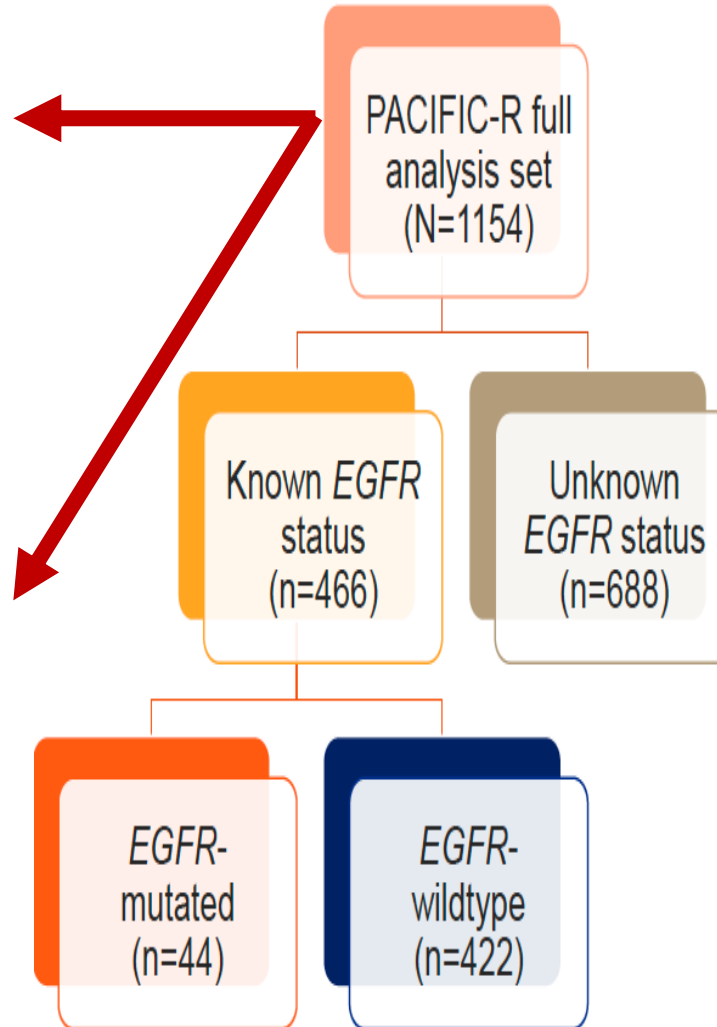 PACIFIC-R full
analysis set
(N=1154)
Known EGFR
status
(n=466)
Unknown
EGFR status
(n=688)
EGFR-
mutated
(n=44)
EGFR-
wildtype
(n=422)